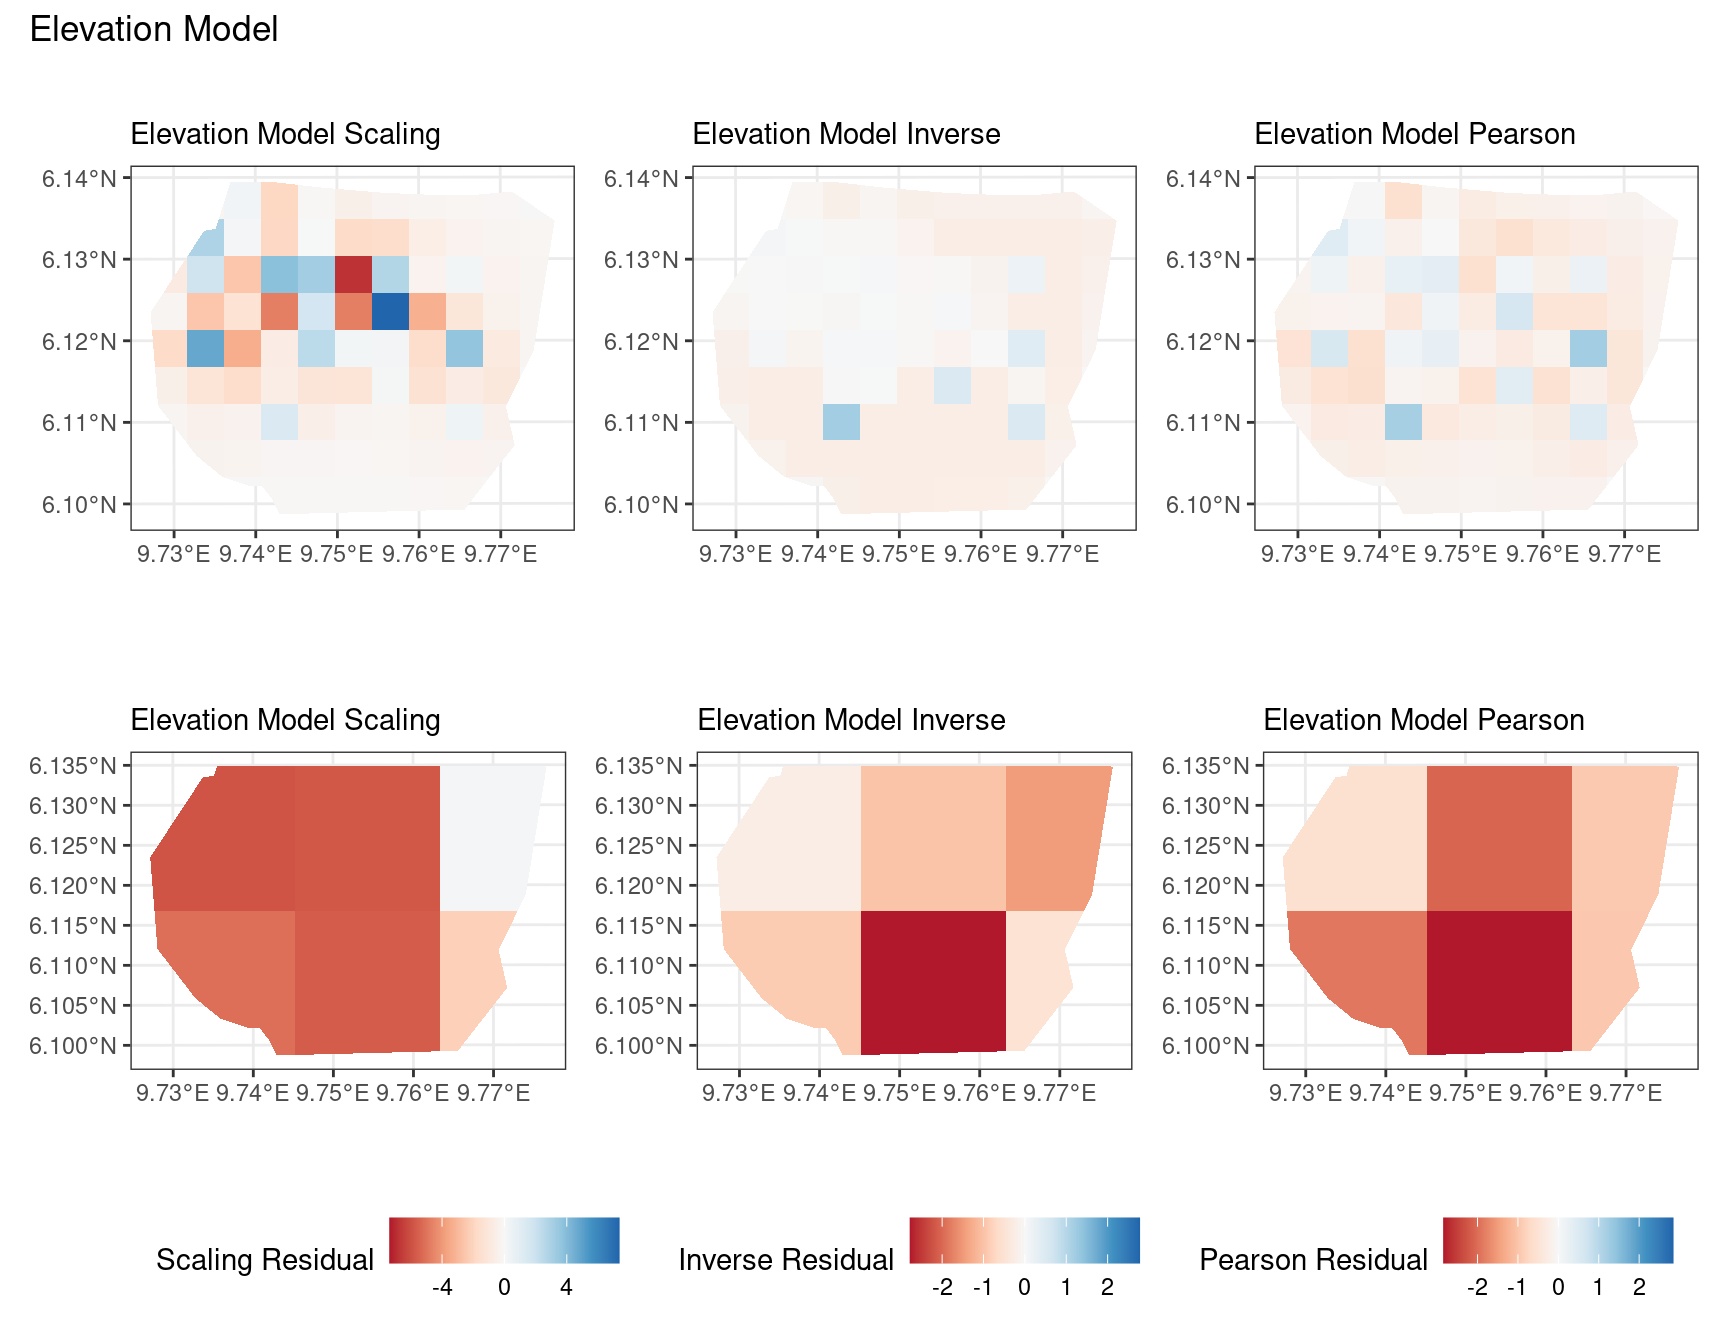 Elevation Model
Elevation Model Scaling
Elevation Model Inverse
Elevation Model Pearson
6.14°N
6.13°N
6.12°N
6.11°N
6.10°N
9.73°E 9.74°E 9.75°E 9.76°E 9.77°E
6.14°N
6.13°N
6.12°N
6.11°N
6.10°N
9.73°E 9.74°E 9.75°E 9.76°E 9.77°E
6.14°N
6.13°N
6.12°N
6.11°N
6.10°N
9.73°E 9.74°E 9.75°E 9.76°E 9.77°E
Elevation Model Scaling
Elevation Model Inverse
Elevation Model Pearson
6.135°N
6.130°N
6.125°N
6.120°N
6.115°N
6.110°N
6.105°N
6.100°N
9.73°E 9.74°E 9.75°E 9.76°E 9.77°E
6.135°N
6.130°N
6.125°N
6.120°N
6.115°N
6.110°N
6.105°N
6.100°N
9.73°E 9.74°E 9.75°E 9.76°E 9.77°E
6.135°N
6.130°N
6.125°N
6.120°N
6.115°N
6.110°N
6.105°N
6.100°N
9.73°E 9.74°E 9.75°E 9.76°E 9.77°E
Scaling Residual
-4 0 4
Inverse Residual
-2 -1 0 1 2
Pearson Residual
-2 -1 0 1 2